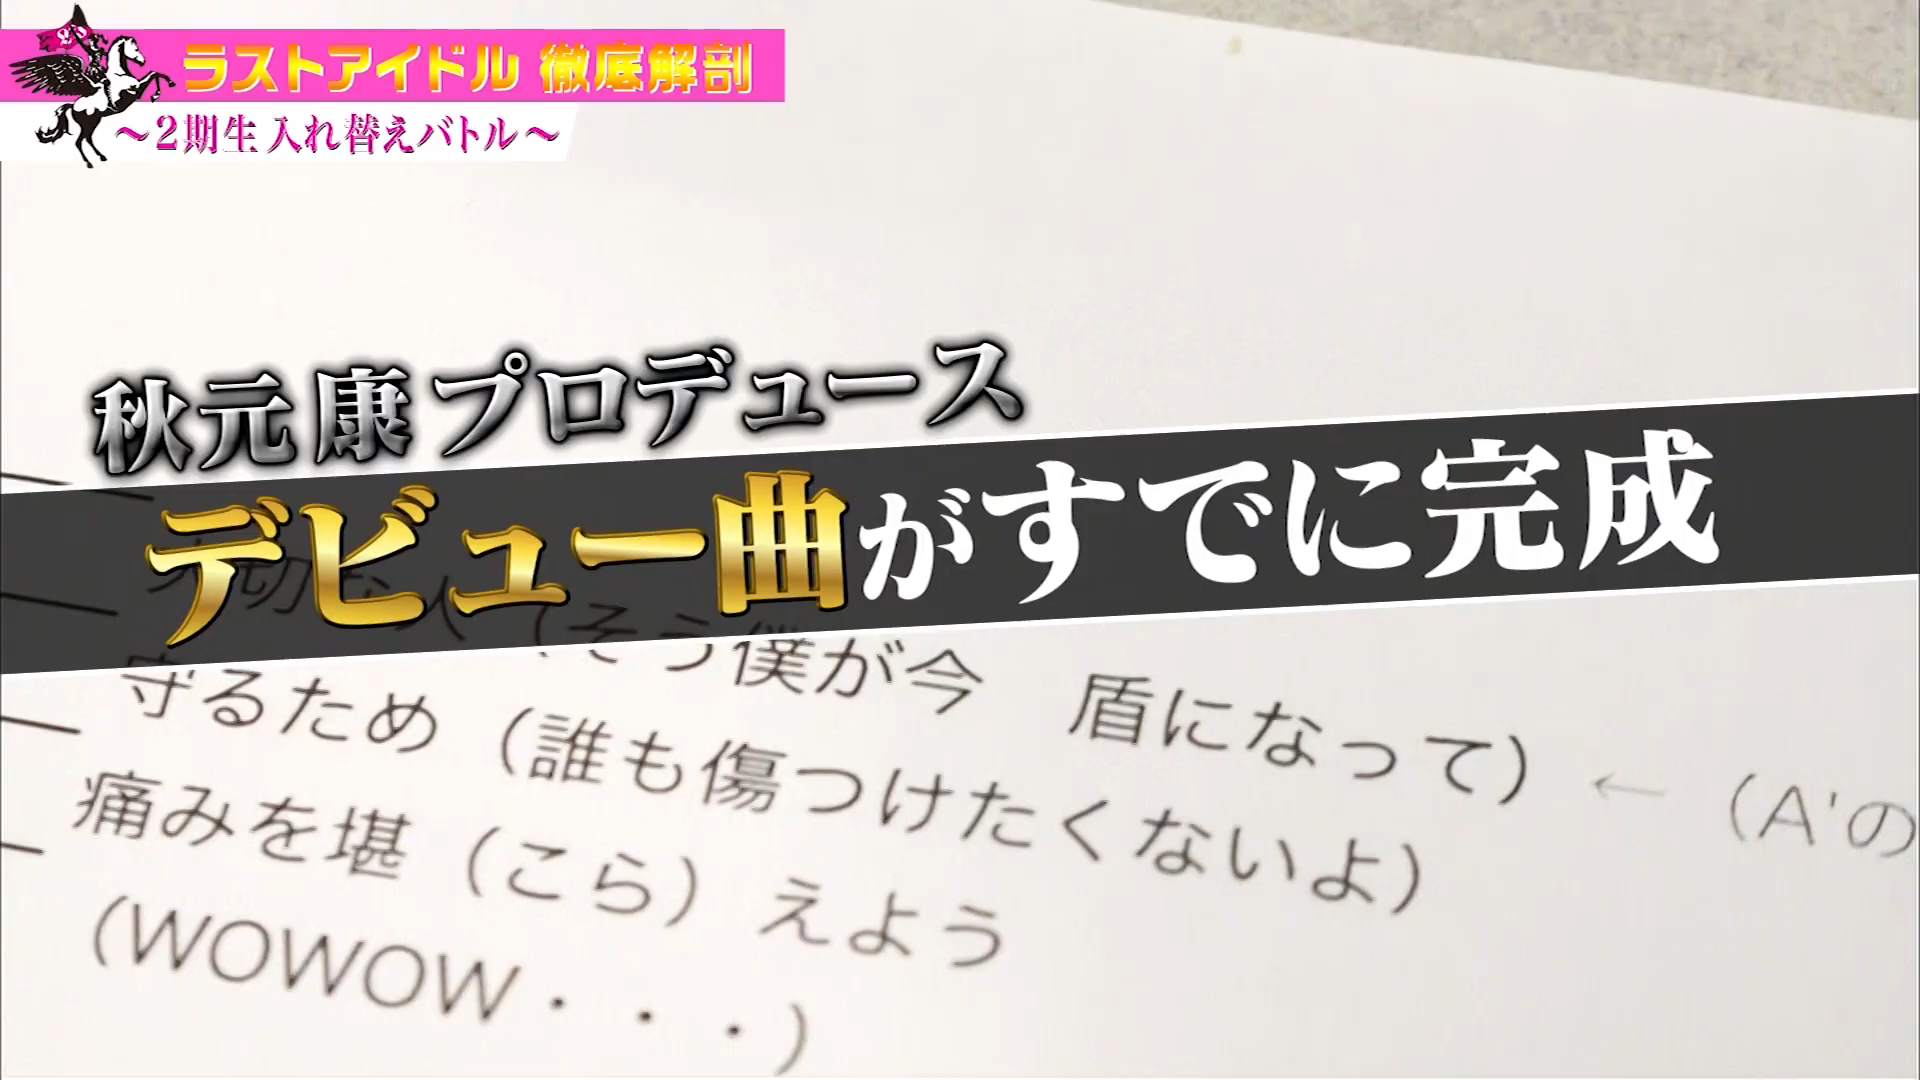 ラストアイドル 徹底解剖
～2期生 入れ替えバトル～
秋元 康 プロデュース
デビュー曲がすでに完成
切な人（そう僕が今　盾になって）← （A'の
守るため（誰も傷つけたくないよ）
痛みを堪（こら）えよう
（WOWOW・・・）